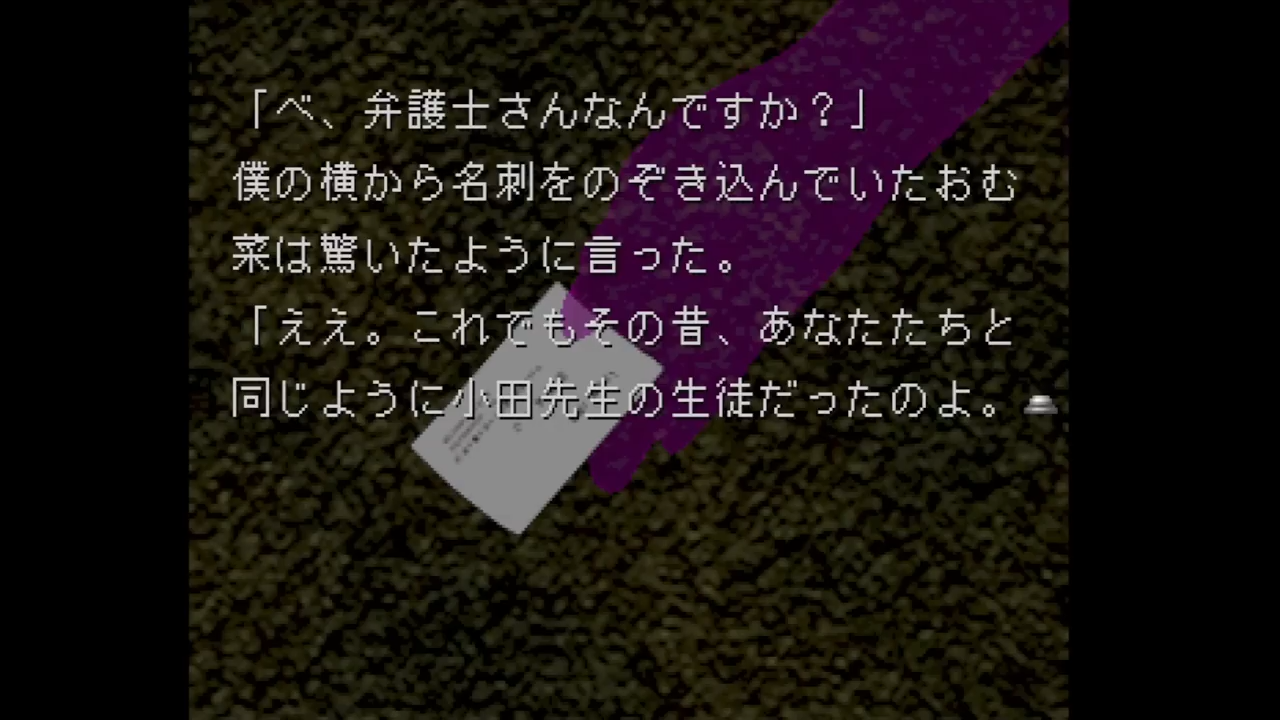 「べ、弁護士さんなんですか？」
僕の横から名刺をのぞき込んでいたおむ
菜は驚いたように言った。
「ええ。これでもその昔、あなたたちと
同じように小田先生の生徒だったのよ。